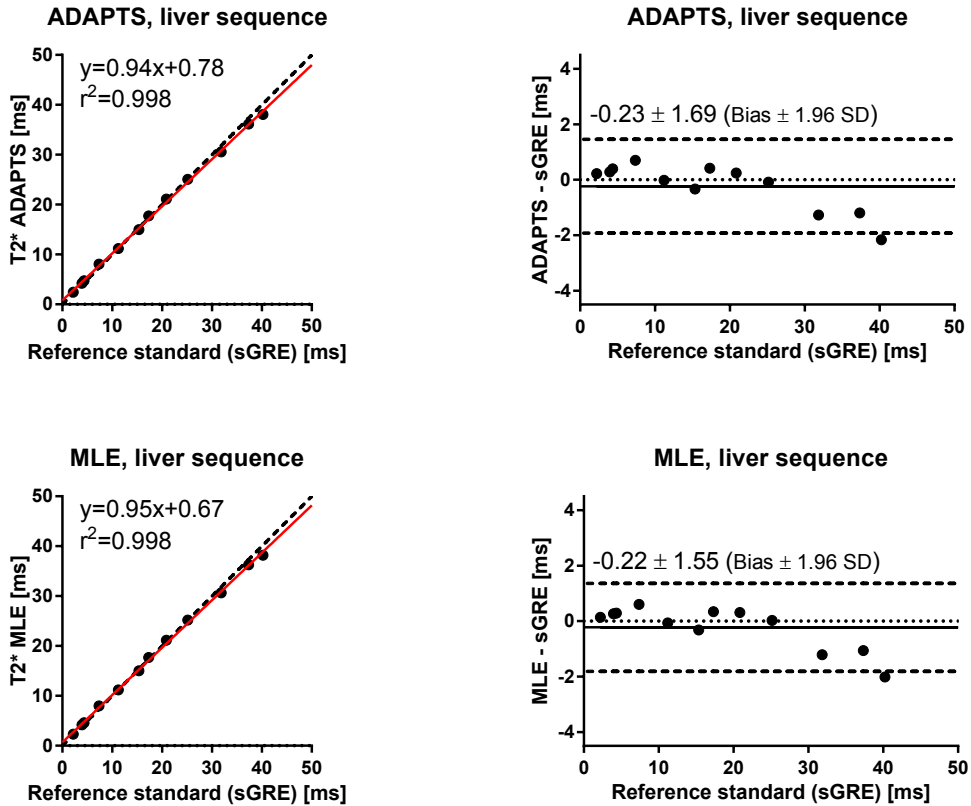 ADAPTS, liver sequence
50
40
30
20
10
0
T2* ADAPTS [ms]
y=0.94x+0.78
r²=0.998
0 10 20 30 40 50
Reference standard (sGRE) [ms]
ADAPTS, liver sequence
4
2
0
-2
-4
ADAPTS - sGRE [ms]
-0.23 ± 1.69 (Bias ± 1.96 SD)
0 10 20 30 40 50
Reference standard (sGRE) [ms]
MLE, liver sequence
50
40
30
20
10
0
T2* MLE [ms]
y=0.95x+0.67
r²=0.998
0 10 20 30 40 50
Reference standard (sGRE) [ms]
MLE, liver sequence
4
2
0
-2
-4
MLE - sGRE [ms]
-0.22 ± 1.55 (Bias ± 1.96 SD)
0 10 20 30 40 50
Reference standard (sGRE) [ms]